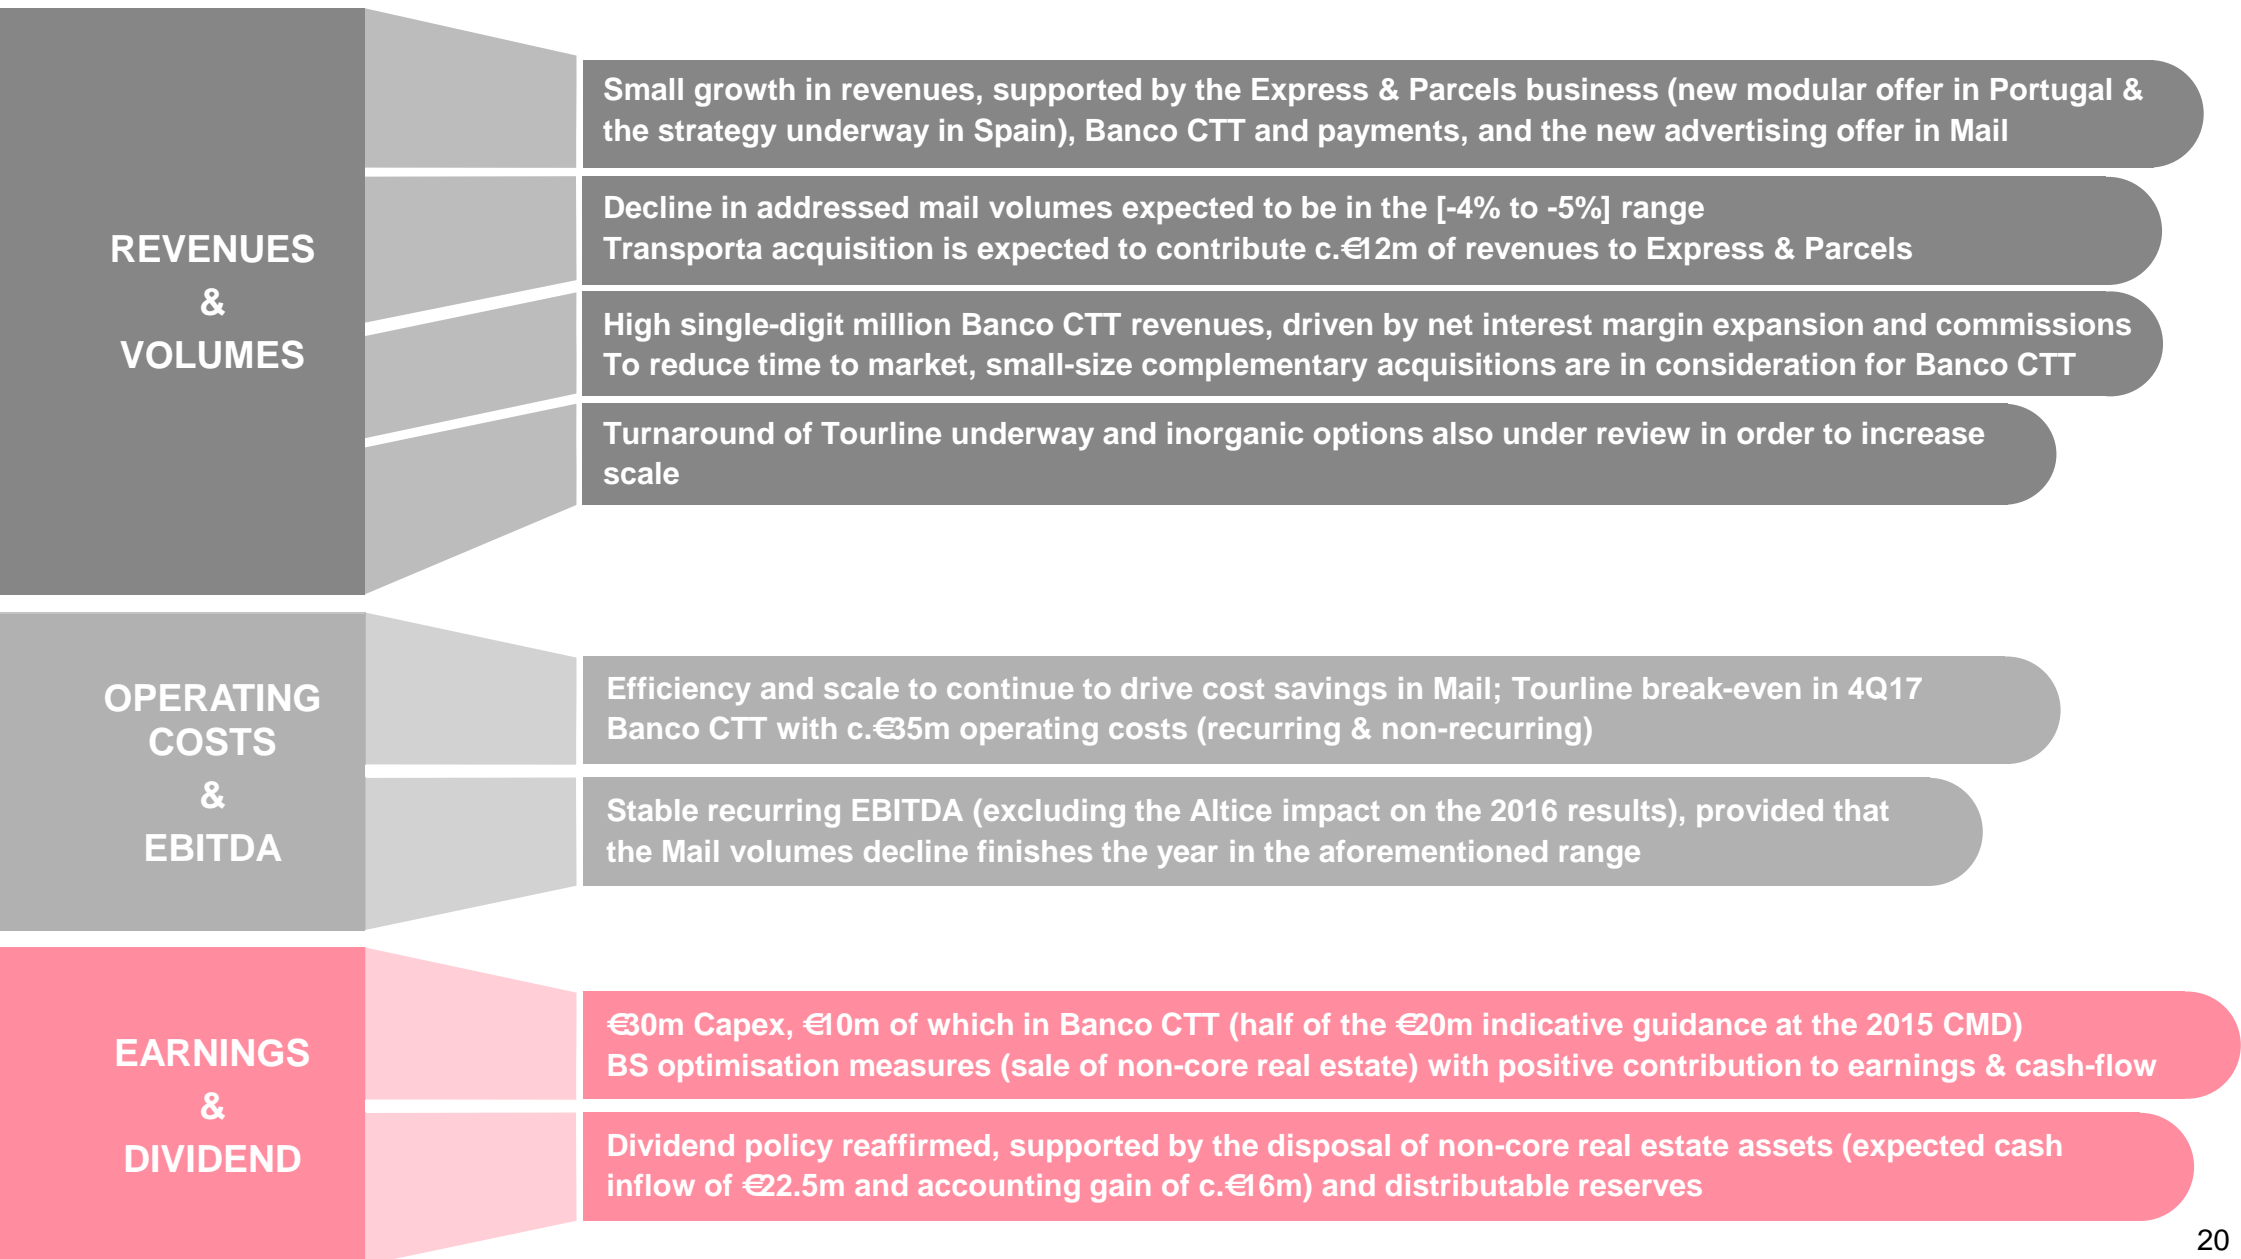 REVENUES
&
VOLUMES
Small growth in revenues, supported by the Express & Parcels business (new modular offer in Portugal &
the strategy underway in Spain), Banco CTT and payments, and the new advertising offer in Mail
Decline in addressed mail volumes expected to be in the [-4% to -5%] range
Transporta acquisition is expected to contribute c.€12m of revenues to Express & Parcels
High single-digit million Banco CTT revenues, driven by net interest margin expansion and commissions
To reduce time to market, small-size complementary acquisitions are in consideration for Banco CTT
Turnaround of Tourline underway and inorganic options also under review in order to increase
scale
OPERATING
COSTS
&
EBITDA
Efficiency and scale to continue to drive cost savings in Mail; Tourline break-even in 4Q17
Banco CTT with c.€35m operating costs (recurring & non-recurring)
Stable recurring EBITDA (excluding the Altice impact on the 2016 results), provided that
the Mail volumes decline finishes the year in the aforementioned range
EARNINGS
&
DIVIDEND
€30m Capex, €10m of which in Banco CTT (half of the €20m indicative guidance at the 2015 CMD)
BS optimisation measures (sale of non-core real estate) with positive contribution to earnings & cash-flow
Dividend policy reaffirmed, supported by the disposal of non-core real estate assets (expected cash
inflow of €22.5m and accounting gain of c.€16m) and distributable reserves
20